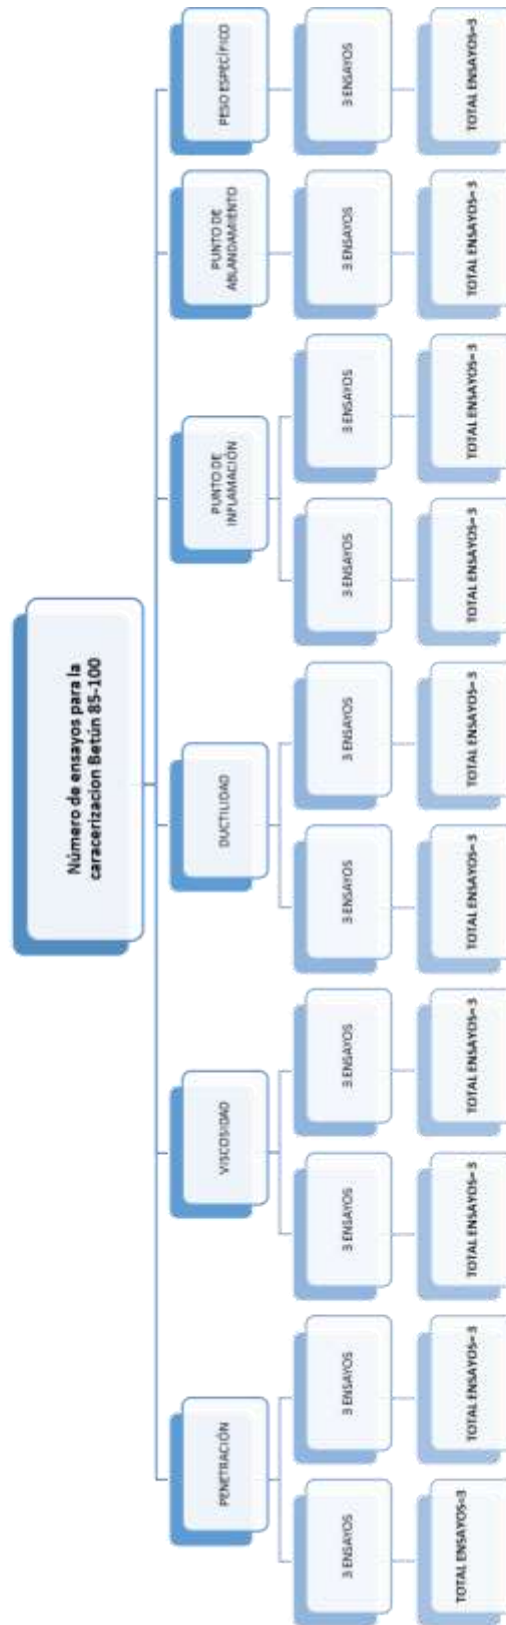 Número de ensayos para la
caracerizacion Betún 85-100
PENETRACIÓN
VISCOSIDAD
DUCTILIDAD
PUNTO DE
INFLAMACIÓN
PUNTO DE
ABLANDAMIENTO
PESO ESPECÍFICO
3 ENSAYOS
3 ENSAYOS
3 ENSAYOS
3 ENSAYOS
3 ENSAYOS
3 ENSAYOS
3 ENSAYOS
3 ENSAYOS
3 ENSAYOS
3 ENSAYOS
TOTAL ENSAYOS=3
TOTAL ENSAYOS= 3
TOTAL ENSAYOS= 3
TOTAL ENSAYOS= 3
TOTAL ENSAYOS= 3
TOTAL ENSAYOS= 3
TOTAL ENSAYOS= 3
TOTAL ENSAYOS= 3
TOTAL ENSAYOS= 3
TOTAL ENSAYOS=3